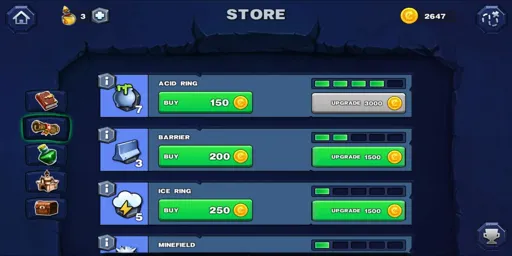 STORE
3
2647
ACID RING
7
BUY 150
UPGRADE 3000
BARRIER
3
BUY 200
UPGRADE 1500
ICE RING
5
BUY 250
UPGRADE 1500
MINEFIELD